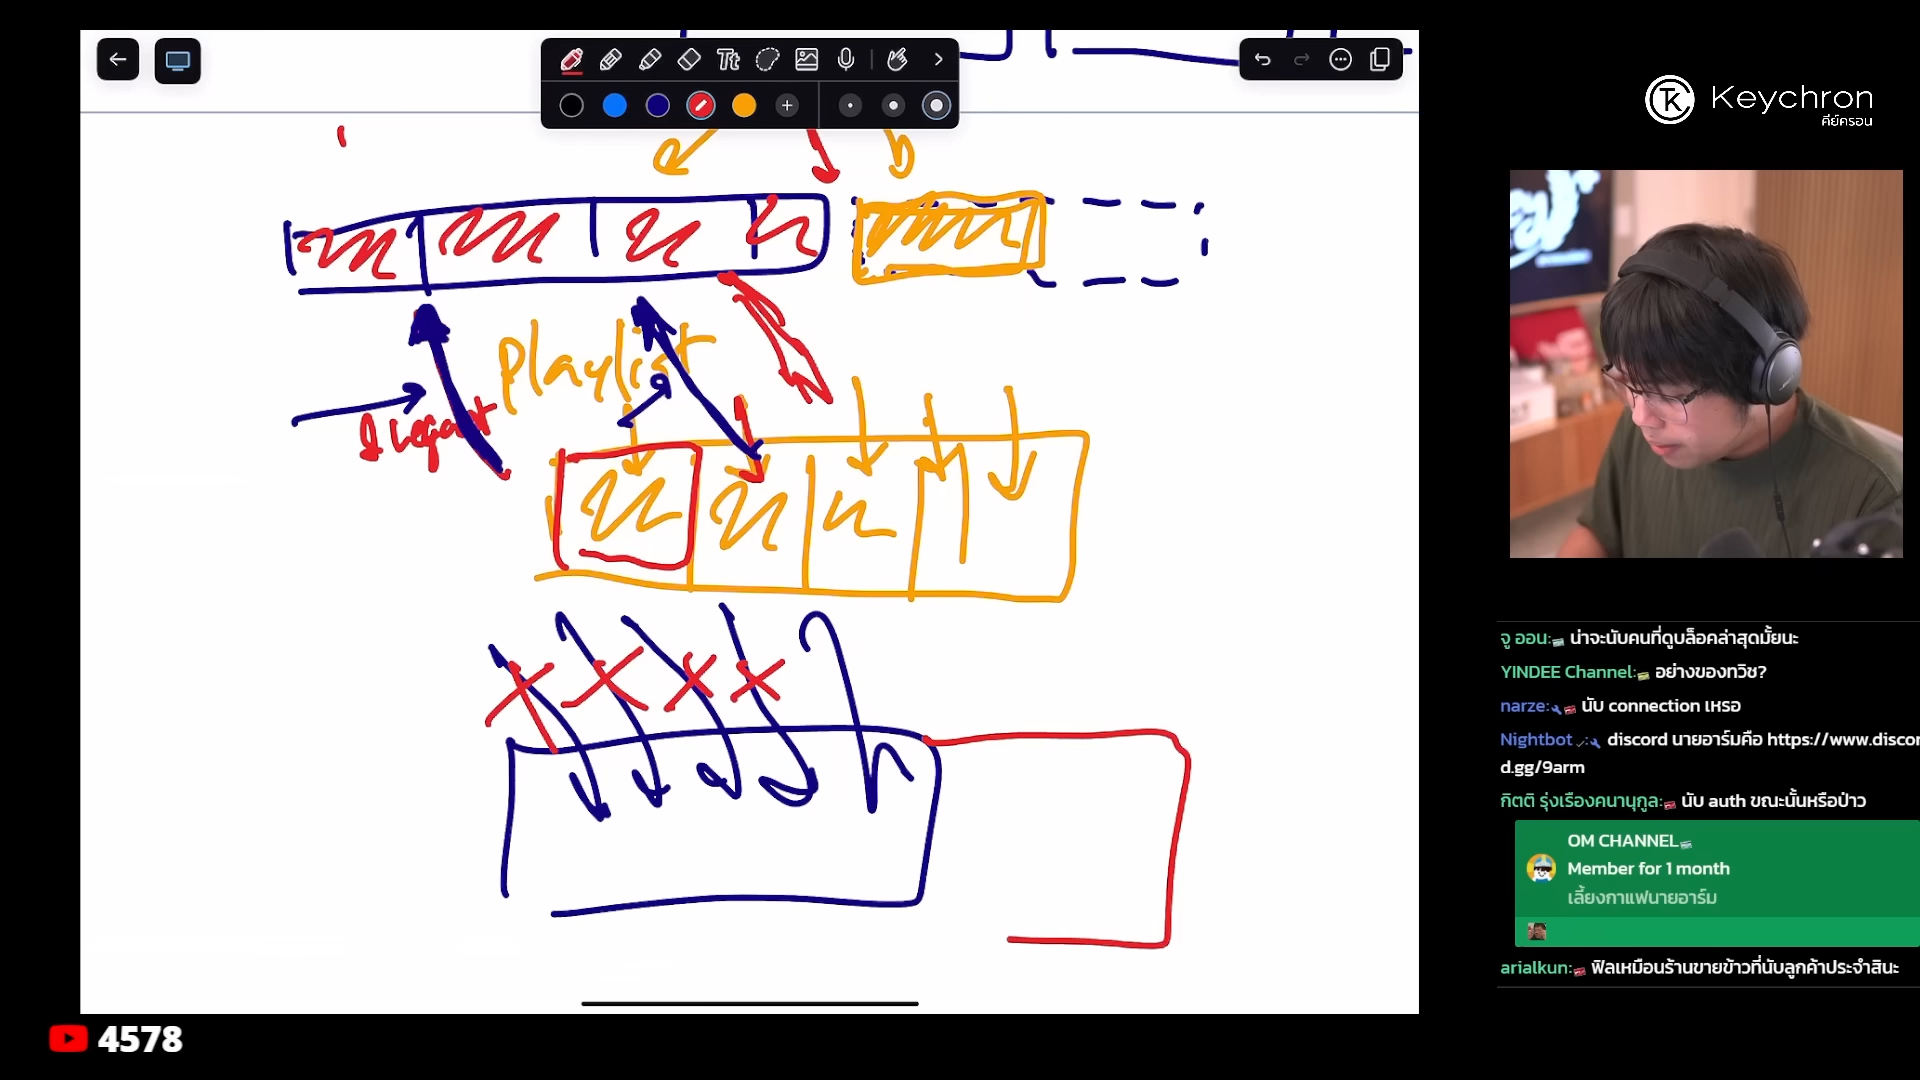 Tt
Keychron
คีย์ครอน
Playlist
จู ออน: น่าจะนับคนที่ดูบล็อคล่าสุดมั้ยนะ
YINDEE Channel: อย่างของทวิช?
narze: นับ connection เหรอ
Nightbot: discord นายอาร์มคือ https://www.discor
d.gg/9arm
กิตติ รุ่งเรืองคนานุกูล: นับ auth ขณะนั้นหรือป่าว
OM CHANNEL
Member for 1 month
เลี้ยงกาแฟนายอาร์ม
arialkun: ฟิลเหมือนร้านขายข้าวที่นับลูกค้าประจำสินะ
4578